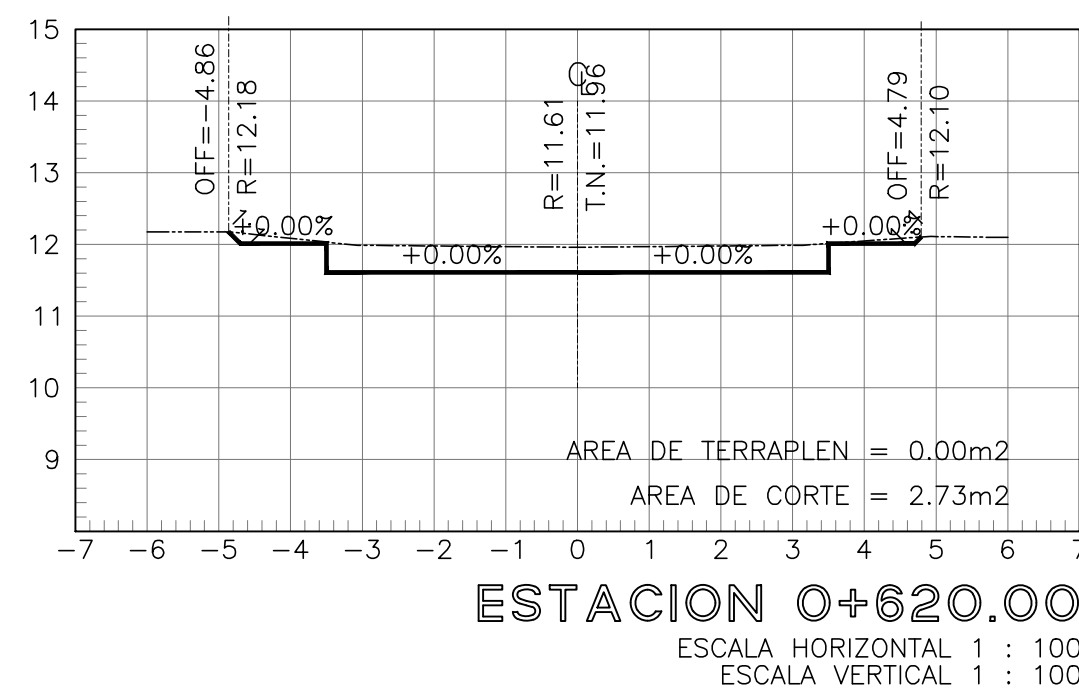 15
14
13
12
11
10
9
OFF=-4.86
R=12.18
R=11.61
T.N.=11.96
OFF=4.79
R=12.10
+0.00%
+0.00%
+0.00%
+0.00%
AREA DE TERRAPLEN = 0.00m2
AREA DE CORTE = 2.73m2
-7 -6 -5 -4 -3 -2 -1 0 1 2 3 4 5 6 7
ESTACION 0+620.00
ESCALA HORIZONTAL 1 : 100
ESCALA VERTICAL 1 : 100